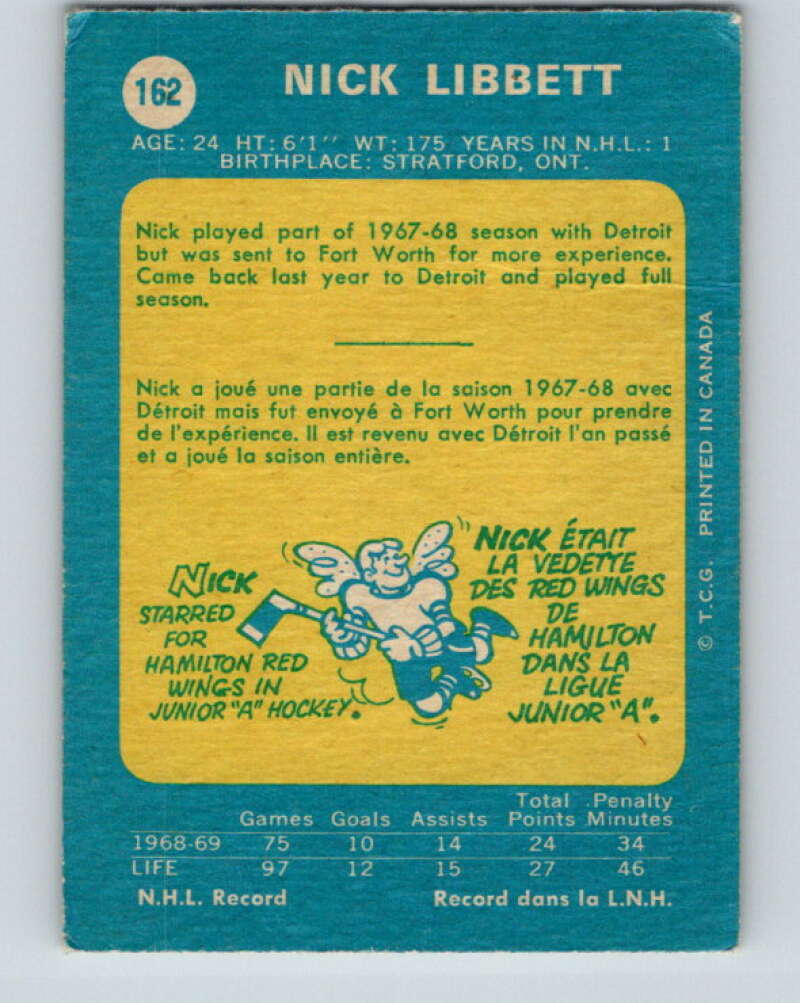 162
NICK LIBBETT
AGE: 24 HT: 6'1'' WT: 175 YEARS IN N.H.L.: 1
BIRTHPLACE: STRATFORD, ONT.
Nick played part of 1967-68 season with Detroit
but was sent to Fort Worth for more experience.
Came back last year to Detroit and played full
season.
Nick a joué une partie de la saison 1967-68 avec
Détroit mais fut envoyé à Fort Worth pour prendre
de l'expérience. Il est revenu avec Détroit l'an passé
et a joué la saison entière.
NICK
STARRED
FOR
HAMILTON RED
WINGS IN
JUNIOR "A" HOCKEY.
NICK ÉTAIT
LA VEDETTE
DES RED WINGS
DE
HAMILTON
DANS LA
LIGUE
JUNIOR "A".
© T.C.G. PRINTED IN CANADA
Total Penalty
Games Goals Assists Points Minutes
1968-69 75 10 14 24 34
LIFE 97 12 15 27 46
N.H.L. Record Record dans la L.N.H.